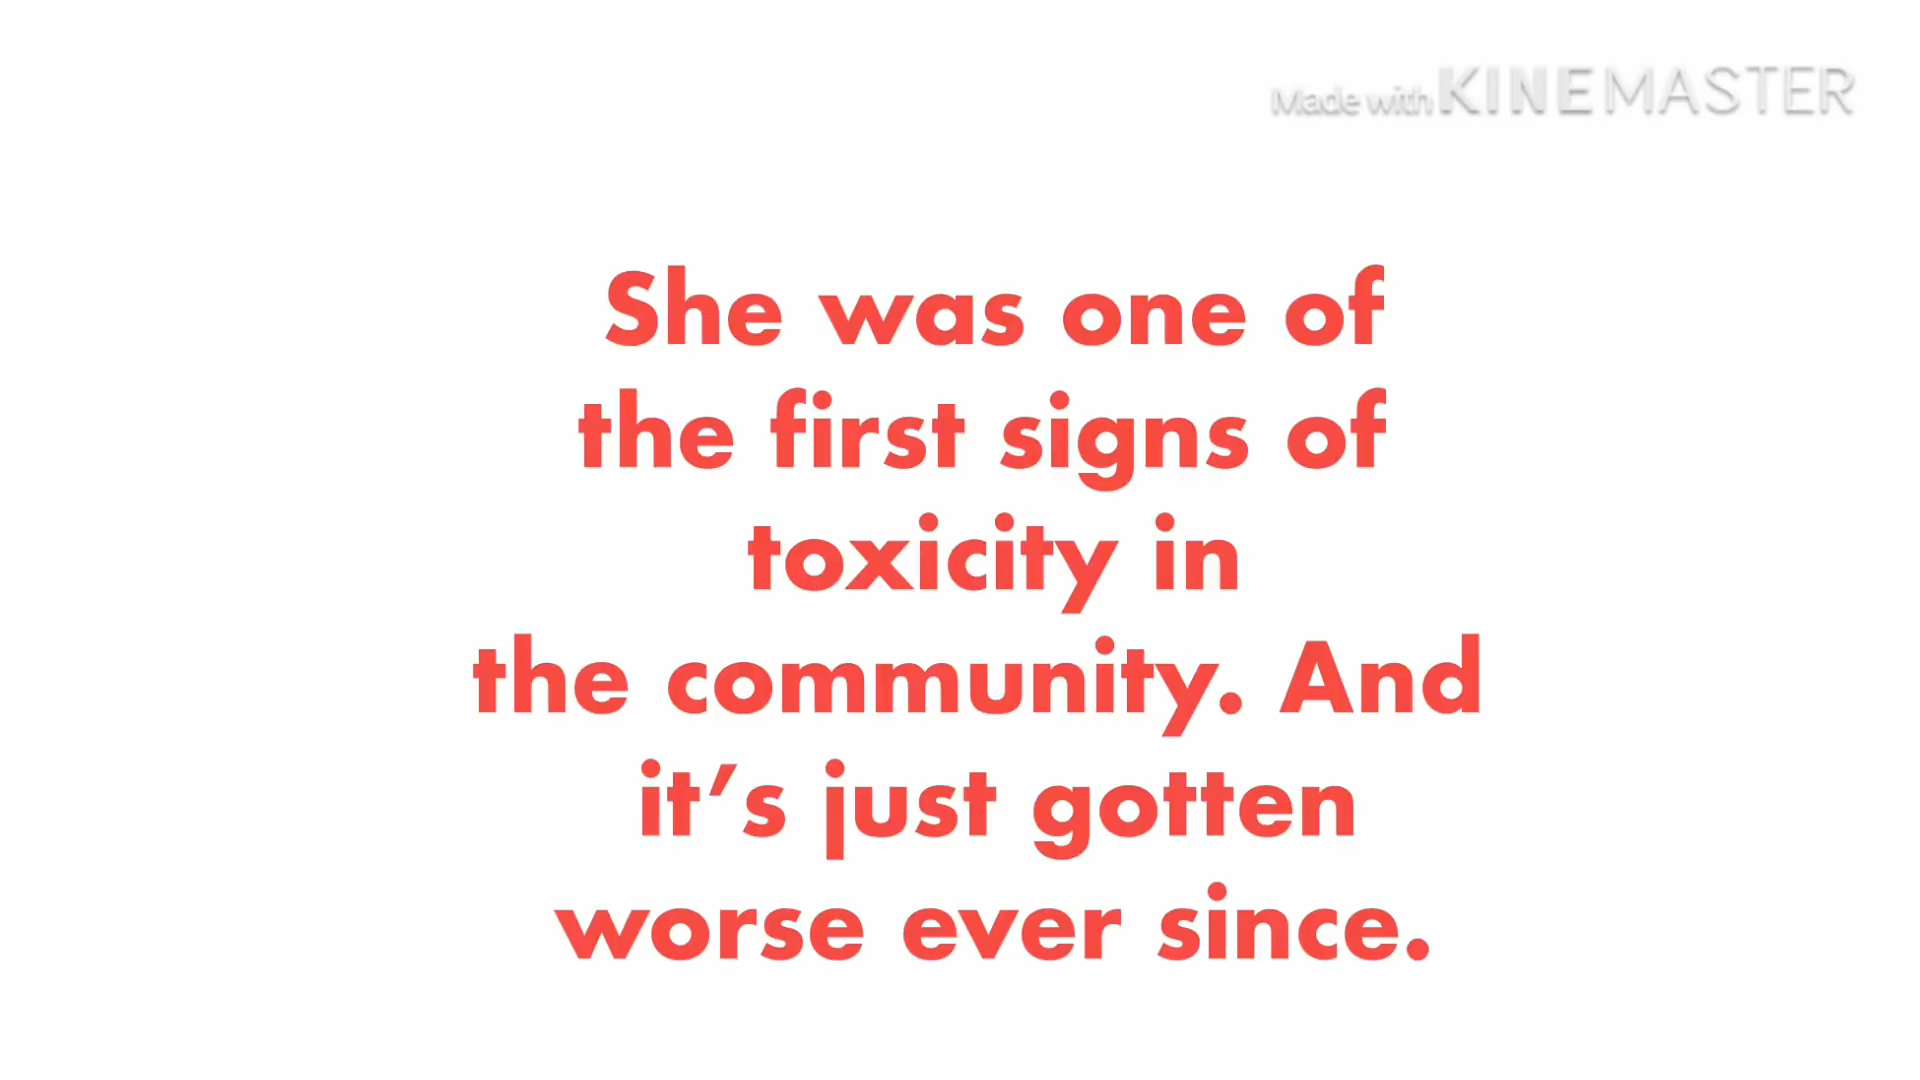 Made with KINEMASTER
She was one of
the first signs of
toxicity in
the community. And
it’s just gotten
worse ever since.